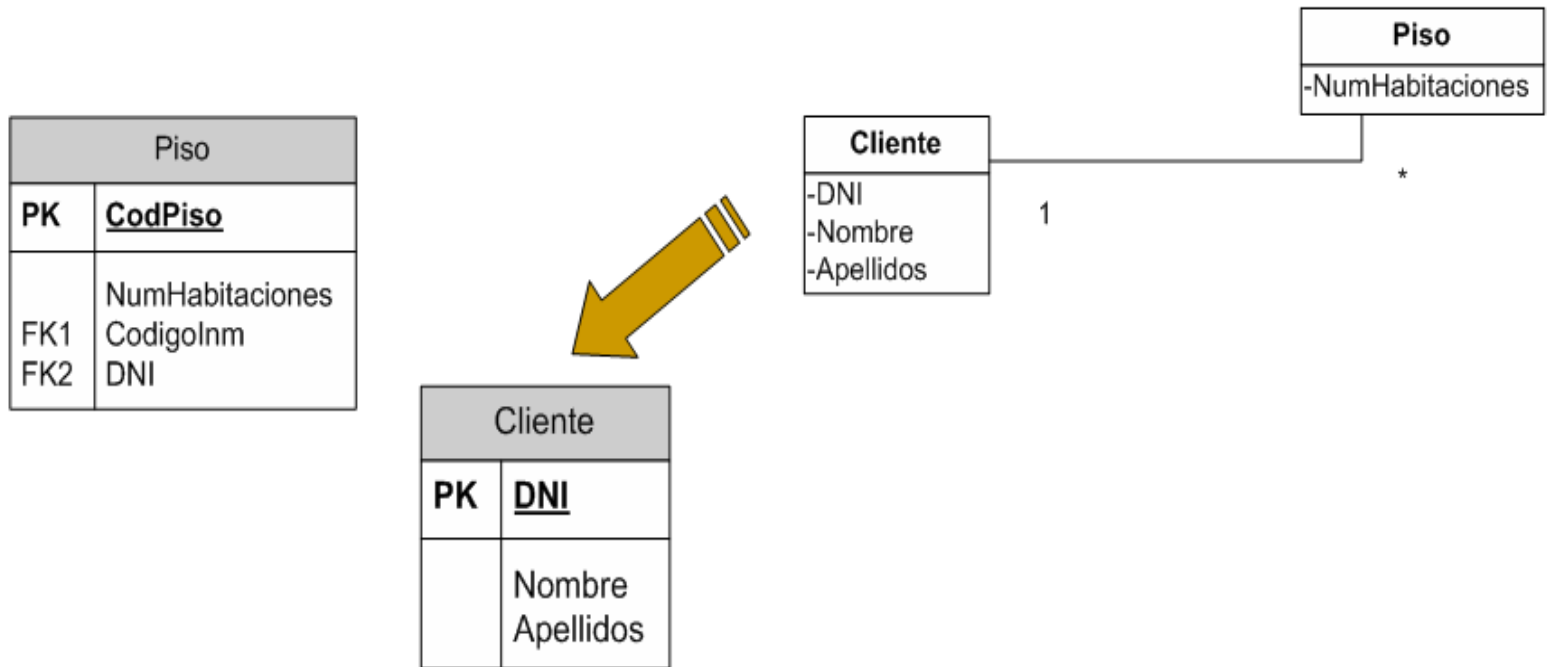 Piso
PK CodPiso
NumHabitaciones
FK1 CodigoInm
FK2 DNI
Cliente
PK DNI
Nombre
Apellidos
Cliente
-DNI
-Nombre
-Apellidos
1
*
Piso
-NumHabitaciones